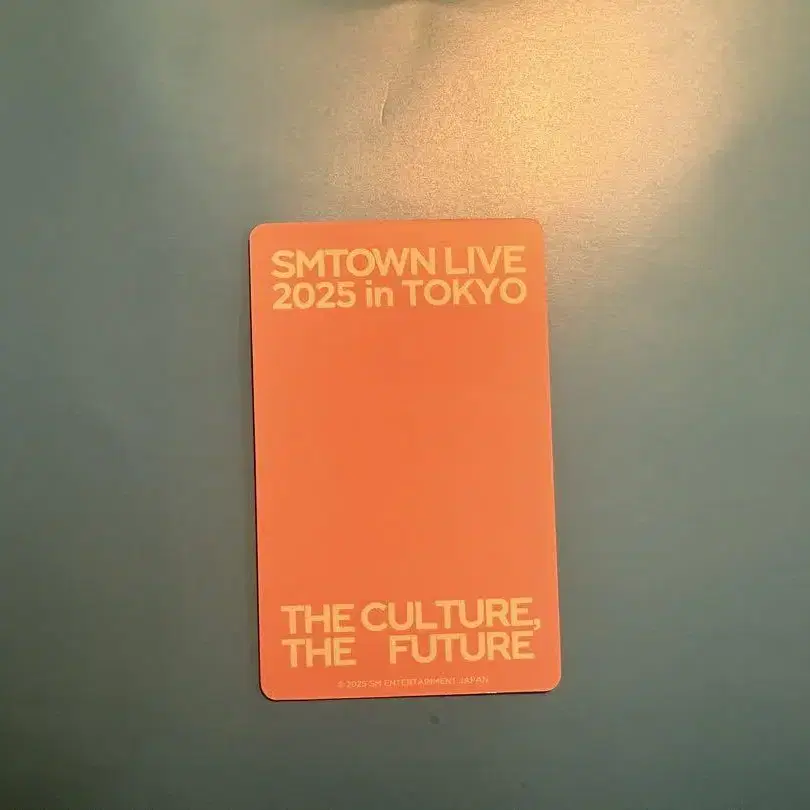 SMTOWN LIVE
2025 in TOKYO
THE CULTURE,
THE FUTURE
© 2025 SM ENTERTAINMENT JAPAN